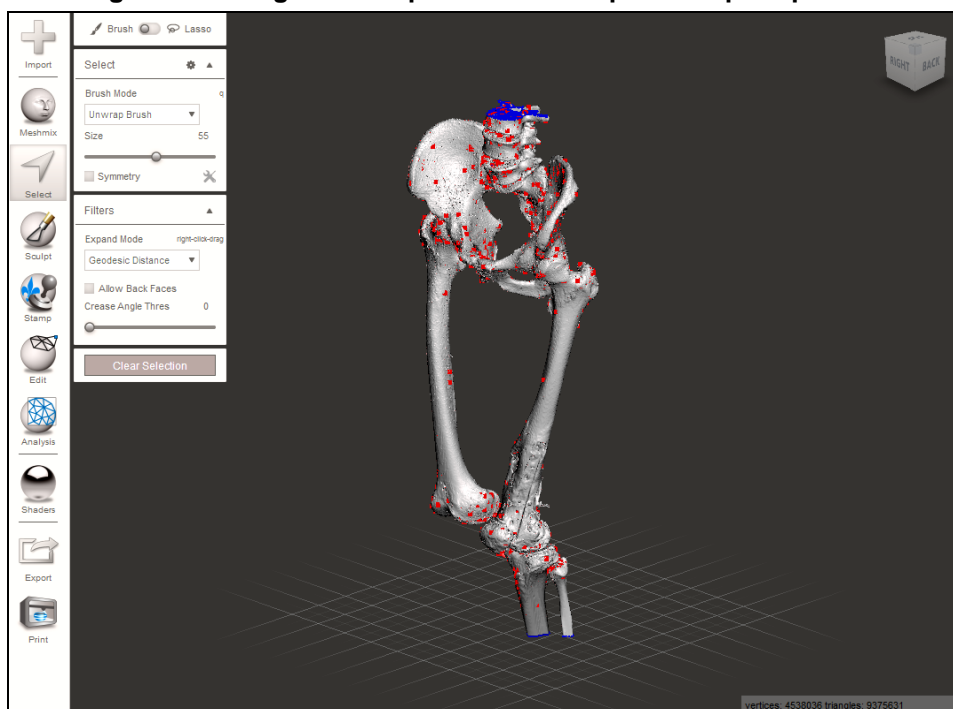 Import
Meshmix
Select
Sculpt
Stamp
Edit
Analysis
Shaders
Export
Print
Brush Lasso
Select
Brush Mode q
Unwrap Brush
Size 55
Symmetry
Filters
Expand Mode right-click-drag
Geodesic Distance
Allow Back Faces
Crease Angle Thres 0
Clear Selection
RIGHT BACK
vertices: 4538036 triangles: 9375631